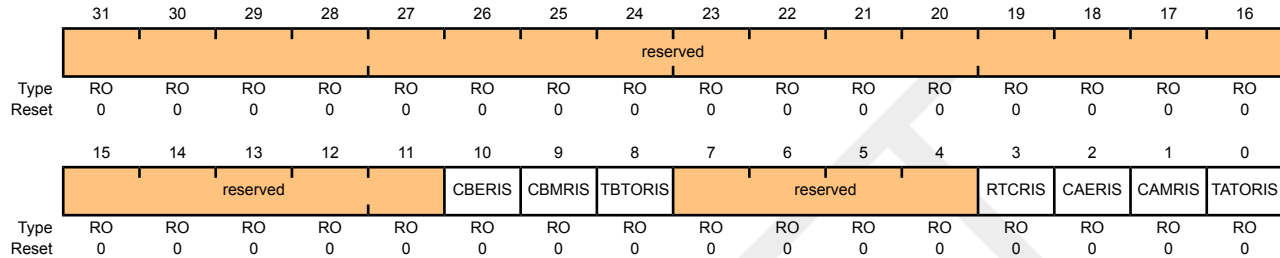 31 30 29 28 27 26 25 24 23 22 21 20 19 18 17 16
reserved
Type RO RO RO RO RO RO RO RO RO RO RO RO RO RO RO RO
Reset 0 0 0 0 0 0 0 0 0 0 0 0 0 0 0 0
15 14 13 12 11 10 9 8 7 6 5 4 3 2 1 0
reserved CBERIS CBMRIS TBTORIS reserved RTCRIS CAERIS CAMRIS TATORIS
Type RO RO RO RO RO RO RO RO RO RO RO RO RO RO RO RO
Reset 0 0 0 0 0 0 0 0 0 0 0 0 0 0 0 0